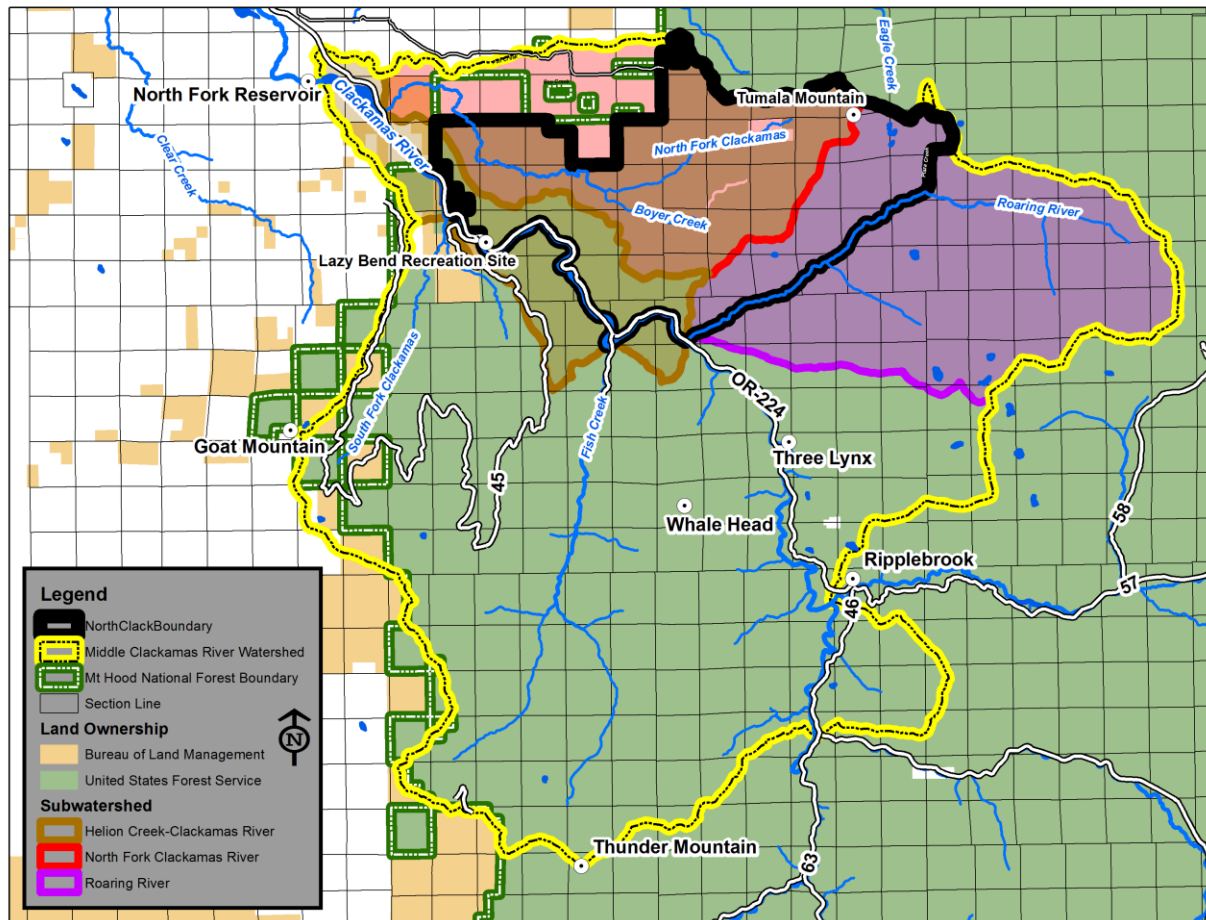 Eagle Creek
North Fork Reservoir
Clackamas River
Tumala Mountain
Clear Creek
North Fork Clackamas
Boyer Creek
Roaring River
Lazy Bend Recreation Site
South Fork Clackamas
OR-224
Fish Creek
Goat Mountain
Three Lynx
45
Whale Head
58
Ripplebrook
57
46
Thunder Mountain
63
Legend
NorthClackBoundary
Middle Clackamas River Watershed
Mt Hood National Forest Boundary
Section Line
Land Ownership
N
Bureau of Land Management
United States Forest Service
Subwatershed
Helion Creek-Clackamas River
North Fork Clackamas River
Roaring River